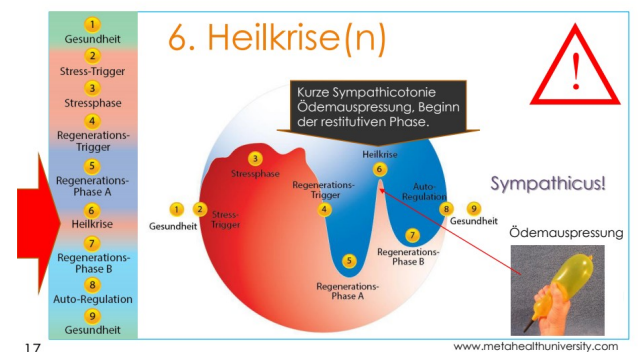 1
Gesundheit
2
Stress-Trigger
3
Stressphase
4
Regenerations-
Trigger
5
Regenerations-
Phase A
6
Heilkrise
7
Regenerations-
Phase B
8
Auto-Regulation
9
Gesundheit
6. Heilkrise(n)
!
Kurze Sympathicotonie
Ödemauspressung, Beginn
der restitutiven Phase.
Heilkrise
6
3
Stressphase
Regenerations-
Trigger
4
Auto-
Regulation
8
9
Gesundheit
1
Gesundheit
2
Stress-
Trigger
7
Regenerations-
Phase B
5
Regenerations-
Phase A
Sympathicus!
Ödemauspressung
17
www.metahealthuniversity.com